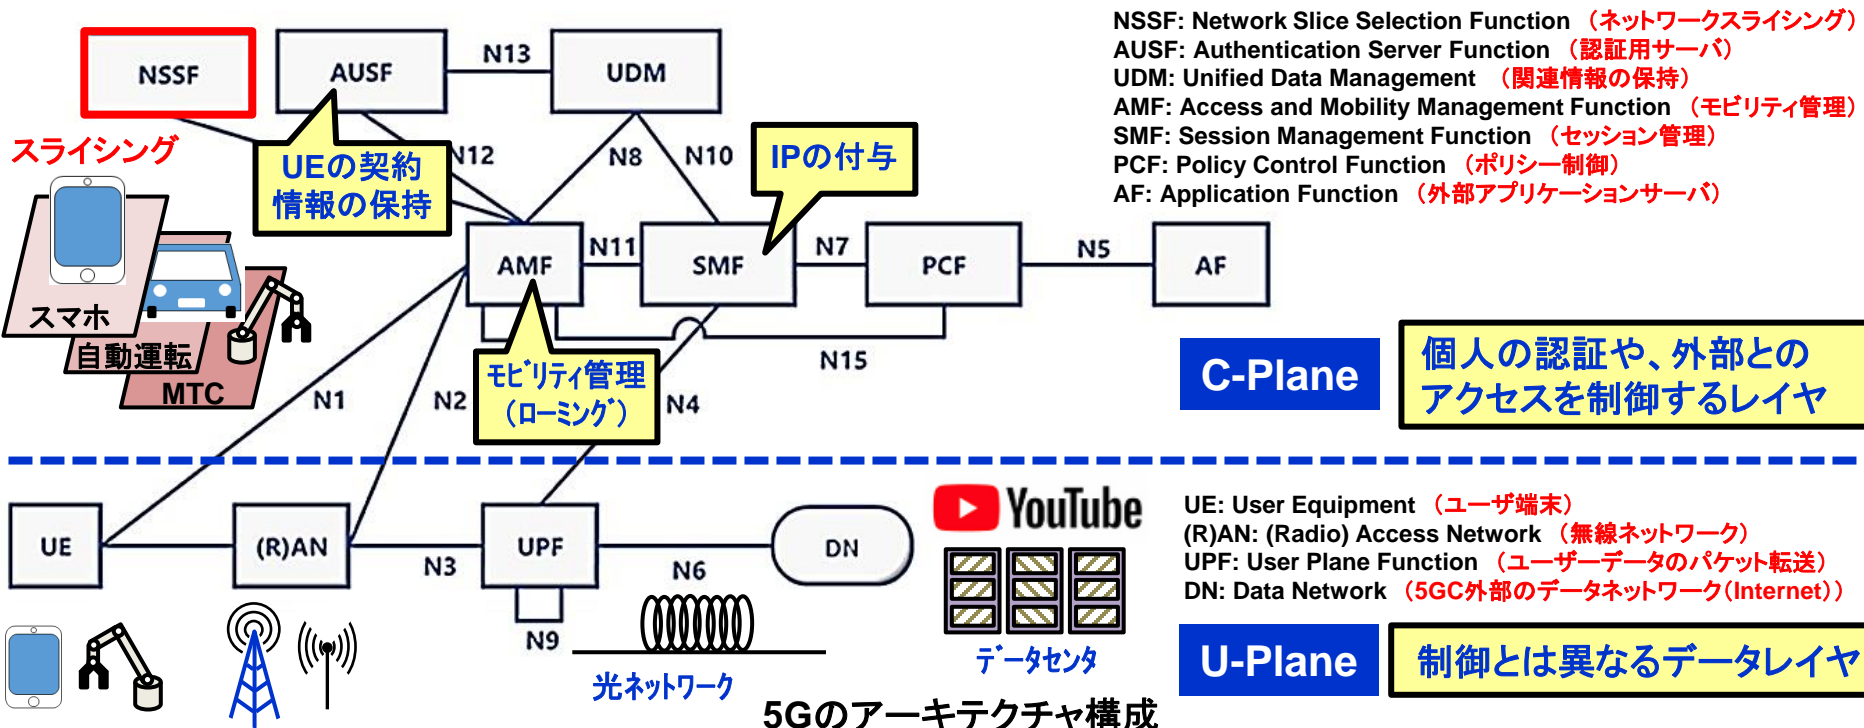 NSSF: Network Slice Selection Function (ネットワークスライシング)
AUSF: Authentication Server Function (認証用サーバ)
UDM: Unified Data Management (関連情報の保持)
AMF: Access and Mobility Management Function (モビリティ管理)
SMF: Session Management Function (セッション管理)
PCF: Policy Control Function (ポリシー制御)
AF: Application Function (外部アプリケーションサーバ)
NSSF
AUSF
N13
UDM
スライシング
UEの契約
情報の保持
N12
N8
N10
IPの付与
AMF
N11
SMF
N7
PCF
N5
AF
スマホ
自動運転
MTC
N1
N2
モビリティ管理
(ローミング)
N4
N15
C-Plane
個人の認証や、外部との
アクセスを制御するレイヤ
UE
(R)AN
N3
UPF
N6
DN
N9
YouTube
UE: User Equipment (ユーザ端末)
(R)AN: (Radio) Access Network (無線ネットワーク)
UPF: User Plane Function (ユーザーデータのパケット転送)
DN: Data Network (5GC外部のデータネットワーク(Internet))
光ネットワーク
データセンタ
U-Plane
制御とは異なるデータレイヤ
5Gのアーキテクチャ構成